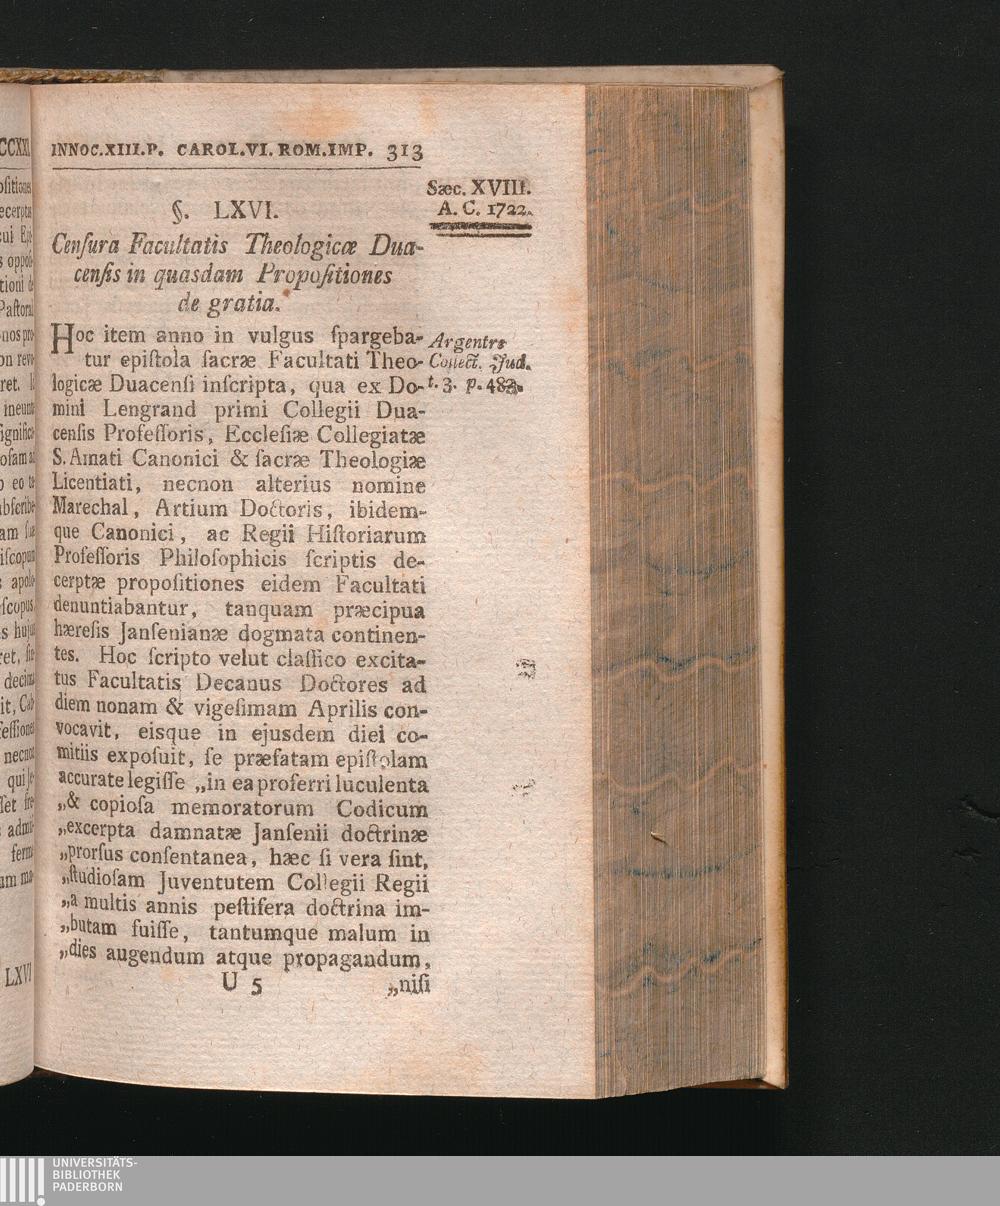 INNOC.XIII.P. CAROL.VI.ROM.IMP. 313
Sæc. XVIII.
A. C. 1722.
§. LXVI.
Cenſura Facultatis Theologicæ Dua-
cenſis in quasdam Propoſitiones
de gratia.
Hoc item anno in vulgus ſpargeba-
tur epiſtola ſacræ Facultati Theo-
logicæ Duacenſi inſcripta, qua ex Do-
mini Lengrand primi Collegii Dua-
cenſis Profeſſoris, Eccleſiæ Collegiatæ
S. Amati Canonici & ſacræ Theologiæ
Licentiati, necnon alterius nomine
Marechal, Artium Doctoris, ibidem-
que Canonici, ac Regii Hiſtoriarum
Profeſſoris Philoſophicis ſcriptis de-
cerptæ propoſitiones eidem Facultati
denuntiabantur, tanquam præcipua
hæreſis Janſenianæ dogmata continen-
tes. Hoc ſcripto velut claſſico excita-
tus Facultatis Decanus Doctores ad
diem nonam & vigeſimam Aprilis con-
vocavit, eisque in ejusdem diei co-
mitiis expoſuit, ſe præfatam epiſtolam
accurate legiſſe „in ea proferri luculenta
„& copioſa memoratorum Codicum
„excerpta damnatæ Janſenii doctrinæ
„prorſus conſentanea, hæc ſi vera ſint,
„ſtudioſam Juventutem Collegii Regii
„a multis annis peſtifera doctrina im-
„butam fuiſſe, tantumque malum in
„dies augendum atque propagandum,
U 5 „niſi
Argentre
Collect. Jud.
t. 3. p.
LXVI
UNIVERSITÄTS-
BIBLIOTHEK
PADERBORN